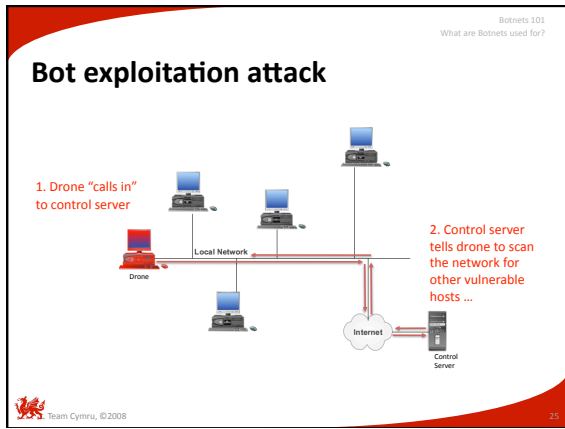 Botnets 101
What are Botnets used for?
Bot exploitation attack
1. Drone “calls in”
to control server
Local Network
Drone
2. Control server
tells drone to scan
the network for
other vulnerable
hosts …
Internet
Control
Server
Team Cymru, ©2008
25